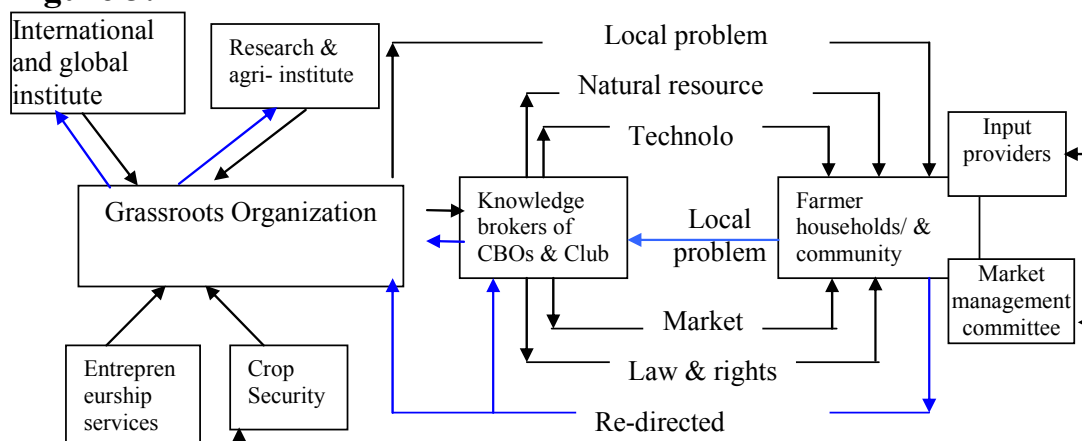 International
and global
institute
Research &
agri- institute
Local problem
Natural resource
Technolo
Input
providers
Grassroots Organization
Knowledge
brokers of
CBOs & Club
Local
problem
Farmer
households/ &
community
Market
management
committee
Market
Law & rights
Entrepren
eurship
services
Crop
Security
Re-directed